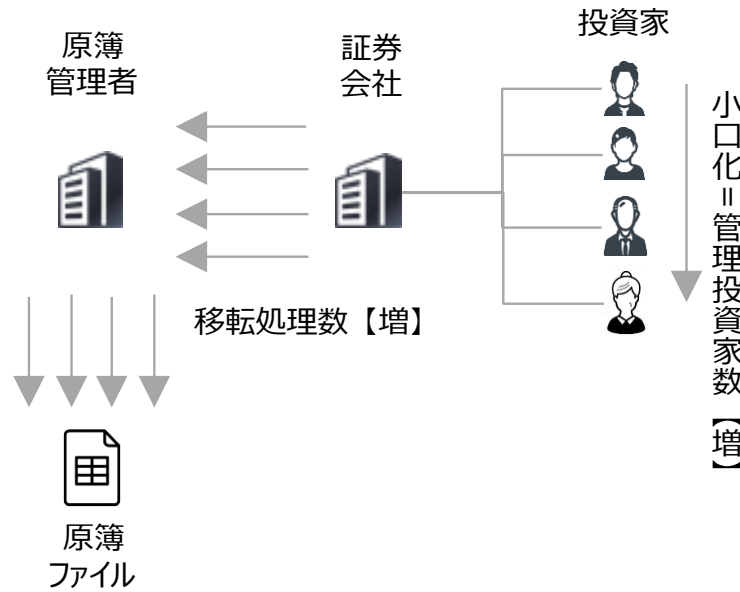 投資家
原簿
管理者
証券
会社
小口化＝管理投資家数【増】
移転処理数【増】
原簿
ファイル